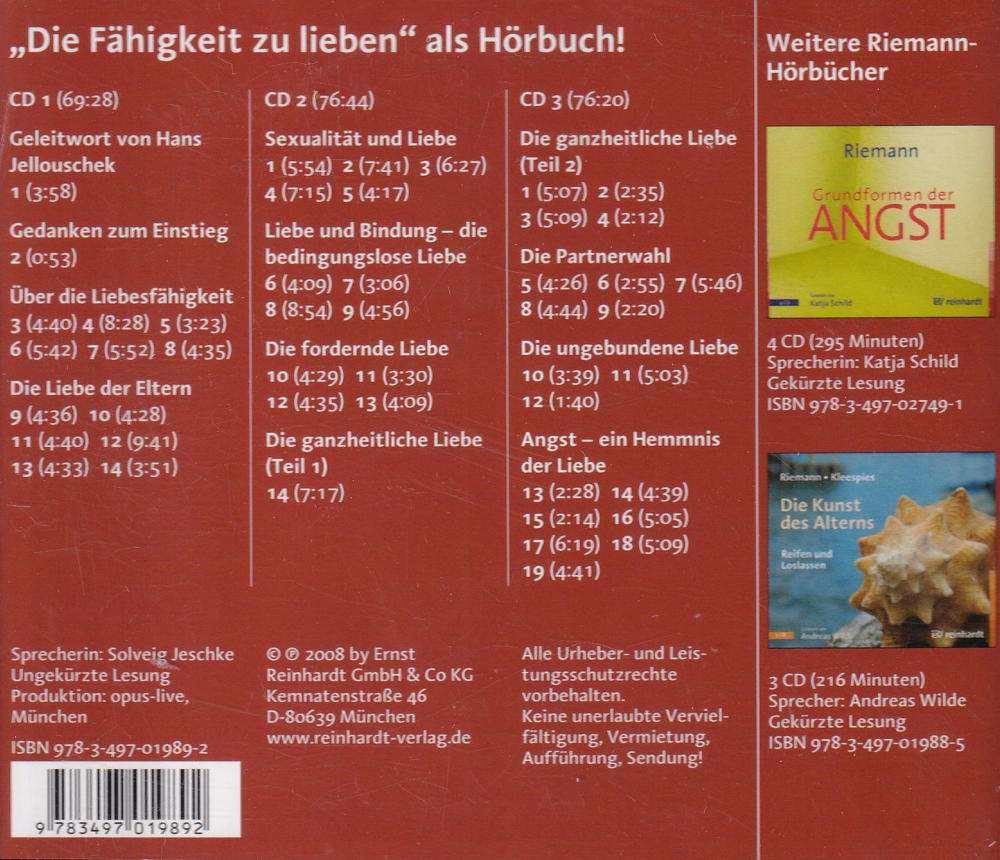 „Die Fähigkeit zu lieben“ als Hörbuch!
CD 1 (69:28)
Geleitwort von Hans
Jellouschek
1 (3:58)
Gedanken zum Einstieg
2 (0:53)
Über die Liebesfähigkeit
3 (4:40) 4 (8:28) 5 (3:23)
6 (5:42) 7 (5:52) 8 (4:35)
Die Liebe der Eltern
9 (4:36) 10 (4:28)
11 (4:40) 12 (9:41)
13 (4:33) 14 (3:51)
CD 2 (76:44)
Sexualität und Liebe
1 (5:54) 2 (7:41) 3 (6:27)
4 (7:15) 5 (4:17)
Liebe und Bindung – die
bedingungslose Liebe
6 (4:09) 7 (3:06)
8 (8:54) 9 (4:56)
Die fordernde Liebe
10 (4:29) 11 (3:30)
12 (4:35) 13 (4:09)
Die ganzheitliche Liebe
(Teil 1)
14 (7:17)
CD 3 (76:20)
Die ganzheitliche Liebe
(Teil 2)
1 (5:07) 2 (2:35)
3 (5:09) 4 (2:12)
Die Partnerwahl
5 (4:26) 6 (2:55) 7 (5:46)
8 (4:44) 9 (2:20)
Die ungebundene Liebe
10 (3:39) 11 (5:03)
12 (1:40)
Angst – ein Hemmnis
der Liebe
13 (2:28) 14 (4:39)
15 (2:14) 16 (5:05)
17 (6:19) 18 (5:09)
19 (4:41)
Sprecherin: Solveig Jeschke
Ungekürzte Lesung
Produktion: opus-live,
München
ISBN 978-3-497-01989-2
9 783497 019892
© ℗ 2008 by Ernst
Reinhardt GmbH & Co KG
Kemnatenstraße 46
D-80639 München
www.reinhardt-verlag.de
Alle Urheber- und Leis-
tungsschutzrechte
vorbehalten.
Keine unerlaubte Verviel-
fältigung, Vermietung,
Aufführung, Sendung!
Weitere Riemann-
Hörbücher
Riemann
Grundformen der
ANGST
Katja Schild
reinhardt
4 CD (295 Minuten)
Sprecherin: Katja Schild
Gekürzte Lesung
ISBN 978-3-497-02749-1
Riemann • Kleespies
Die Kunst
des Alterns
Reifen und
Loslassen
Andreas
reinhardt
3 CD (216 Minuten)
Sprecher: Andreas Wilde
Gekürzte Lesung
ISBN 978-3-497-01988-5